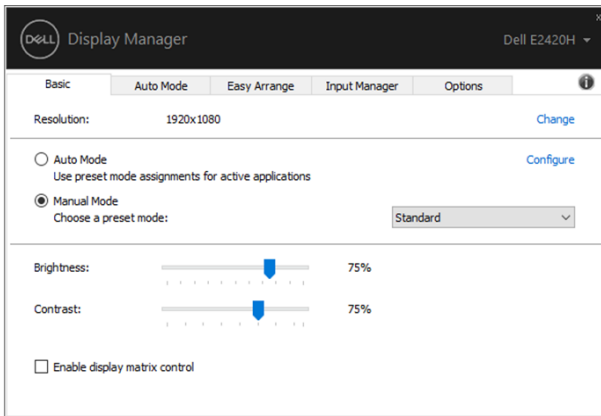 DELL Display Manager Dell E2420H
Basic Auto Mode Easy Arrange Input Manager Options
Resolution: 1920x1080 Change
Auto Mode Configure
Use preset mode assignments for active applications
Manual Mode
Choose a preset mode: Standard
Brightness: 75%
Contrast: 75%
Enable display matrix control